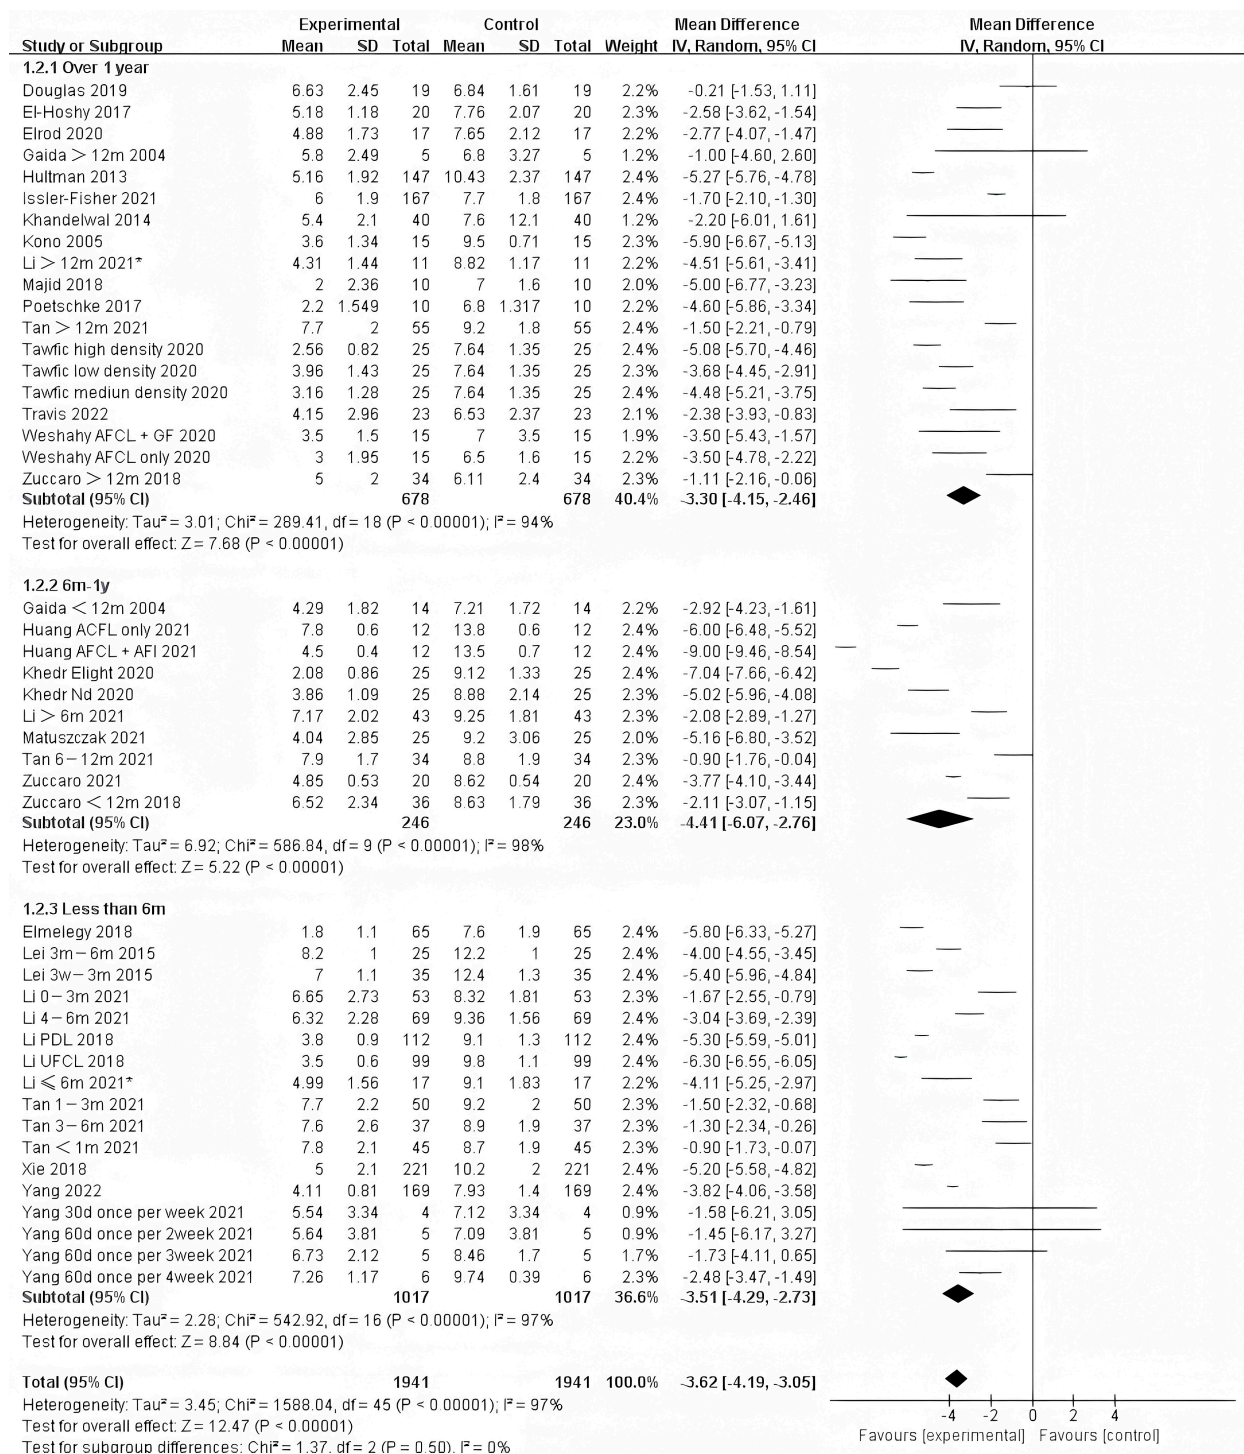 Experimental Control Mean Difference Mean Difference
Study or Subgroup Mean SD Total Mean SD Total Weight IV, Random, 95% CI IV, Random, 95% CI
1.2.1 Over 1 year
Douglas 2019 6.63 2.45 19 6.84 1.61 19 2.2% -0.21 [-1.53, 1.11]
El-Hoshy 2017 5.18 1.18 20 7.76 2.07 20 2.3% -2.58 [-3.62, -1.54]
Elrod 2020 4.88 1.73 17 7.65 2.12 17 2.2% -2.77 [-4.07, -1.47]
Gaida > 12m 2004 5.8 2.49 5 6.8 3.27 5 1.2% -1.00 [-4.60, 2.60]
Hultman 2013 5.16 1.92 147 10.43 2.37 147 2.4% -5.27 [-5.76, -4.78]
Issler-Fisher 2021 6 1.9 167 7.7 1.8 167 2.4% -1.70 [-2.10, -1.30]
Khandelwal 2014 5.4 2.1 40 7.6 12.1 40 1.2% -2.20 [-6.01, 1.61]
Kono 2005 3.6 1.34 15 9.5 0.71 15 2.3% -5.90 [-6.67, -5.13]
Li > 12m 2021* 4.31 1.44 11 8.82 1.17 11 2.2% -4.51 [-5.61, -3.41]
Majid 2018 2 2.36 10 7 1.6 10 2.0% -5.00 [-6.77, -3.23]
Poetschke 2017 2.2 1.549 10 6.8 1.317 10 2.2% -4.60 [-5.86, -3.34]
Tan > 12m 2021 7.7 2 55 9.2 1.8 55 2.4% -1.50 [-2.21, -0.79]
Tawfic high density 2020 2.56 0.82 25 7.64 1.35 25 2.4% -5.08 [-5.70, -4.46]
Tawfic low density 2020 3.96 1.43 25 7.64 1.35 25 2.3% -3.68 [-4.45, -2.91]
Tawfic mediun density 2020 3.16 1.28 25 7.64 1.35 25 2.4% -4.48 [-5.21, -3.75]
Travis 2022 4.15 2.96 23 6.53 2.37 23 2.1% -2.38 [-3.93, -0.83]
Weshahy AFCL + GF 2020 3.5 1.5 15 7 3.5 15 1.9% -3.50 [-5.43, -1.57]
Weshahy AFCL only 2020 3 1.95 15 6.5 1.6 15 2.2% -3.50 [-4.78, -2.22]
Zuccaro > 12m 2018 5 2 34 6.11 2.4 34 2.3% -1.11 [-2.16, -0.06]
Subtotal (95% CI) 678 678 40.4% -3.30 [-4.15, -2.46]
Heterogeneity: Tau² = 3.01; Chi² = 289.41, df = 18 (P < 0.00001); I² = 94%
Test for overall effect: Z = 7.68 (P < 0.00001)
1.2.2 6m-1y
Gaida < 12m 2004 4.29 1.82 14 7.21 1.72 14 2.2% -2.92 [-4.23, -1.61]
Huang ACFL only 2021 7.8 0.6 12 13.8 0.6 12 2.4% -6.00 [-6.48, -5.52]
Huang AFCL + AFI 2021 4.5 0.4 12 13.5 0.7 12 2.4% -9.00 [-9.46, -8.54]
Khedr Elight 2020 2.08 0.86 25 9.12 1.33 25 2.4% -7.04 [-7.66, -6.42]
Khedr Nd 2020 3.86 1.09 25 8.88 2.14 25 2.3% -5.02 [-5.96, -4.08]
Li > 6m 2021 7.17 2.02 43 9.25 1.81 43 2.3% -2.08 [-2.89, -1.27]
Matuszczak 2021 4.04 2.85 25 9.2 3.06 25 2.0% -5.16 [-6.80, -3.52]
Tan 6-12m 2021 7.9 1.7 34 8.8 1.9 34 2.3% -0.90 [-1.76, -0.04]
Zuccaro 2021 4.85 0.53 20 8.62 0.54 20 2.4% -3.77 [-4.10, -3.44]
Zuccaro < 12m 2018 6.52 2.34 36 8.63 1.79 36 2.3% -2.11 [-3.07, -1.15]
Subtotal (95% CI) 246 246 23.0% -4.41 [-6.07, -2.76]
Heterogeneity: Tau² = 6.92; Chi² = 586.84, df = 9 (P < 0.00001); I² = 98%
Test for overall effect: Z = 5.22 (P < 0.00001)
1.2.3 Less than 6m
Elmelegy 2018 1.8 1.1 65 7.6 1.9 65 2.4% -5.80 [-6.33, -5.27]
Lei 3m-6m 2015 8.2 1 25 12.2 1 25 2.4% -4.00 [-4.55, -3.45]
Lei 3w-3m 2015 7 1.1 35 12.4 1.3 35 2.4% -5.40 [-5.96, -4.84]
Li 0-3m 2021 6.65 2.73 53 8.32 1.81 53 2.3% -1.67 [-2.55, -0.79]
Li 4-6m 2021 6.32 2.28 69 9.36 1.56 69 2.4% -3.04 [-3.69, -2.39]
Li PDL 2018 3.8 0.9 112 9.1 1.3 112 2.4% -5.30 [-5.59, -5.01]
Li UFCL 2018 3.5 0.6 99 9.8 1.1 99 2.4% -6.30 [-6.55, -6.05]
Li ⩽ 6m 2021* 4.99 1.56 17 9.1 1.83 17 2.2% -4.11 [-5.25, -2.97]
Tan 1-3m 2021 7.7 2.2 50 9.2 2 50 2.3% -1.50 [-2.32, -0.68]
Tan 3-6m 2021 7.6 2.6 37 8.9 1.9 37 2.3% -1.30 [-2.34, -0.26]
Tan < 1m 2021 7.8 2.1 45 8.7 1.9 45 2.3% -0.90 [-1.73, -0.07]
Xie 2018 5 2.1 221 10.2 2 221 2.4% -5.20 [-5.58, -4.82]
Yang 2022 4.11 0.81 169 7.93 1.4 169 2.4% -3.82 [-4.06, -3.58]
Yang 30d once per week 2021 5.54 3.34 4 7.12 3.34 4 0.9% -1.58 [-6.21, 3.05]
Yang 60d once per 2week 2021 5.64 3.81 5 7.09 3.81 5 0.9% -1.45 [-6.17, 3.27]
Yang 60d once per 3week 2021 6.73 2.12 5 8.46 1.7 5 1.7% -1.73 [-4.11, 0.65]
Yang 60d once per 4week 2021 7.26 1.17 6 9.74 0.39 6 2.3% -2.48 [-3.47, -1.49]
Subtotal (95% CI) 1017 1017 36.6% -3.51 [-4.29, -2.73]
Heterogeneity: Tau² = 2.28; Chi² = 542.92, df = 16 (P < 0.00001); I² = 97%
Test for overall effect: Z = 8.84 (P < 0.00001)
Total (95% CI) 1941 1941 100.0% -3.62 [-4.19, -3.05]
Heterogeneity: Tau² = 3.45; Chi² = 1588.04, df = 45 (P < 0.00001); I² = 97%
Test for overall effect: Z = 12.47 (P < 0.00001)
Test for subgroup differences: Chi² = 1.37, df = 2 (P = 0.50), I² = 0%
-4 -2 0 2 4
Favours [experimental] Favours [control]